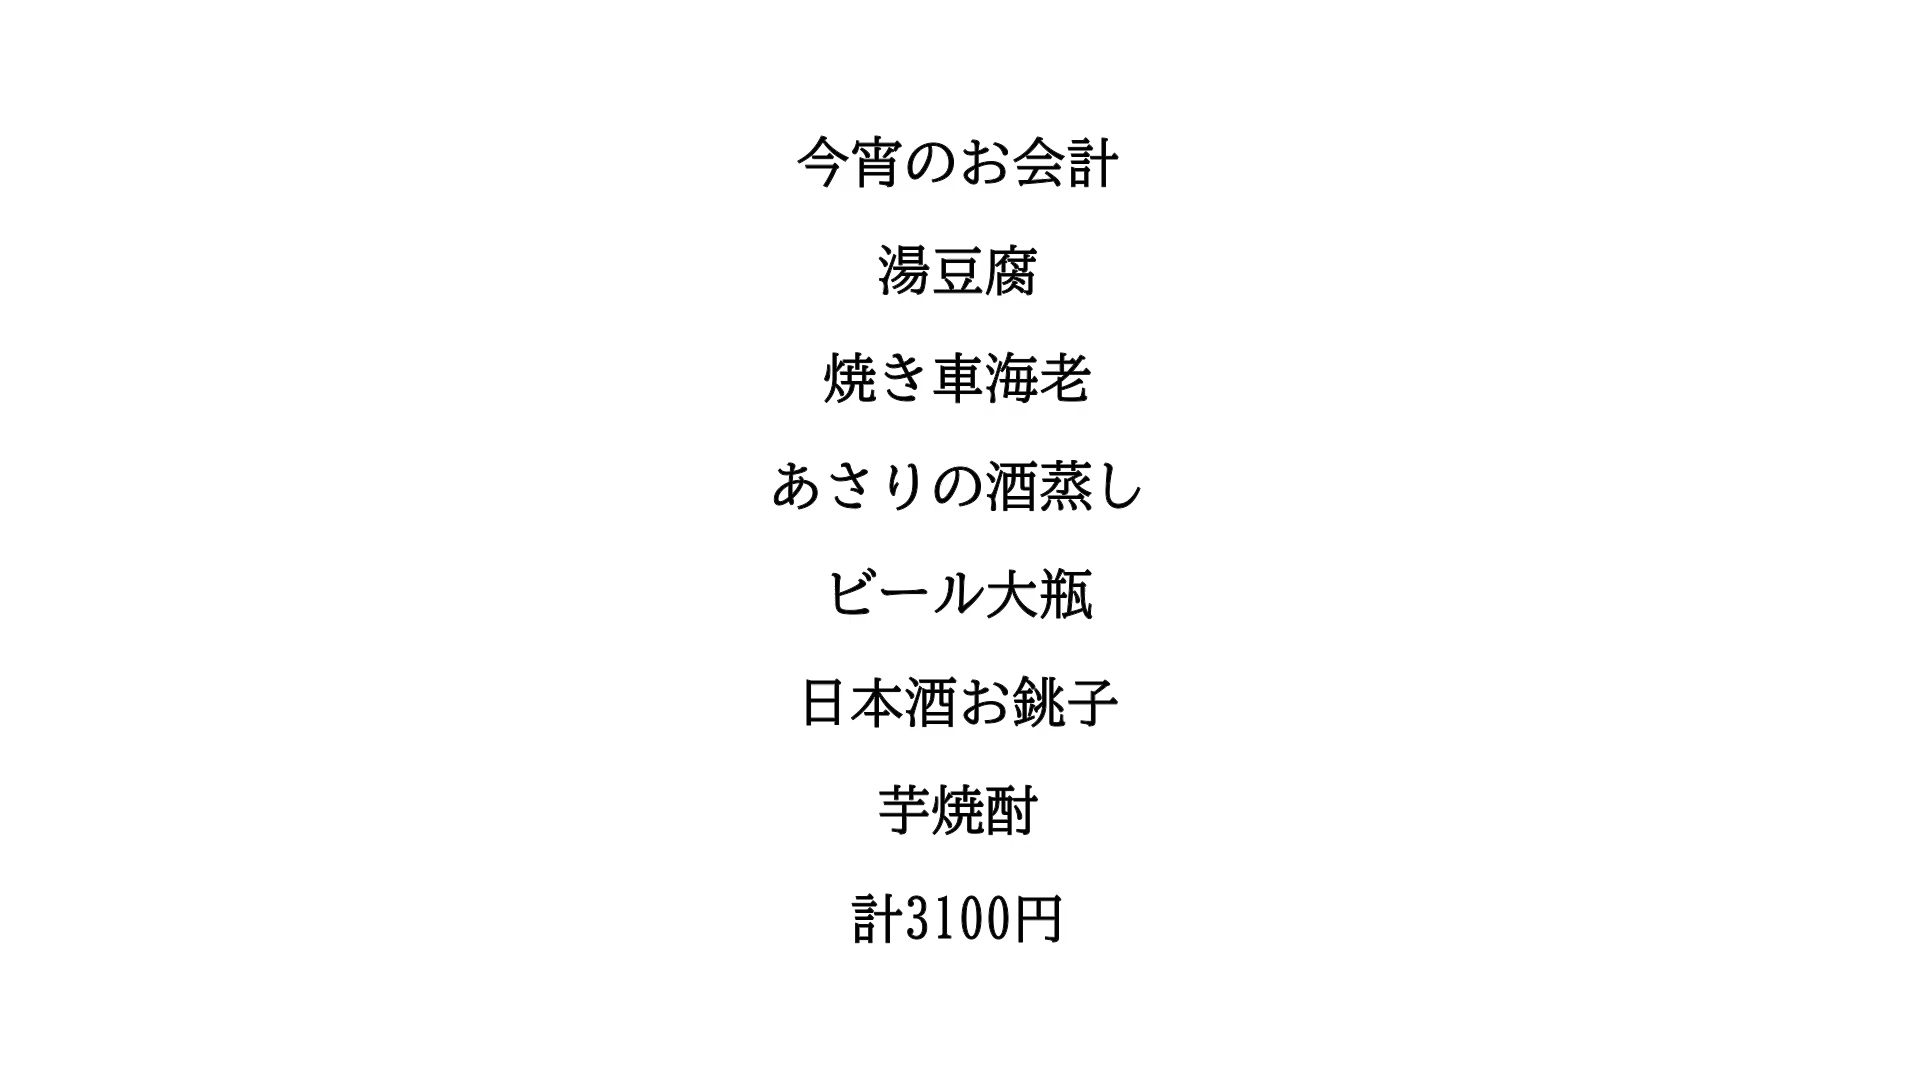 今宵のお会計
湯豆腐
焼き車海老
あさりの酒蒸し
ビール大瓶
日本酒お銚子
芋焼酎
計3100円